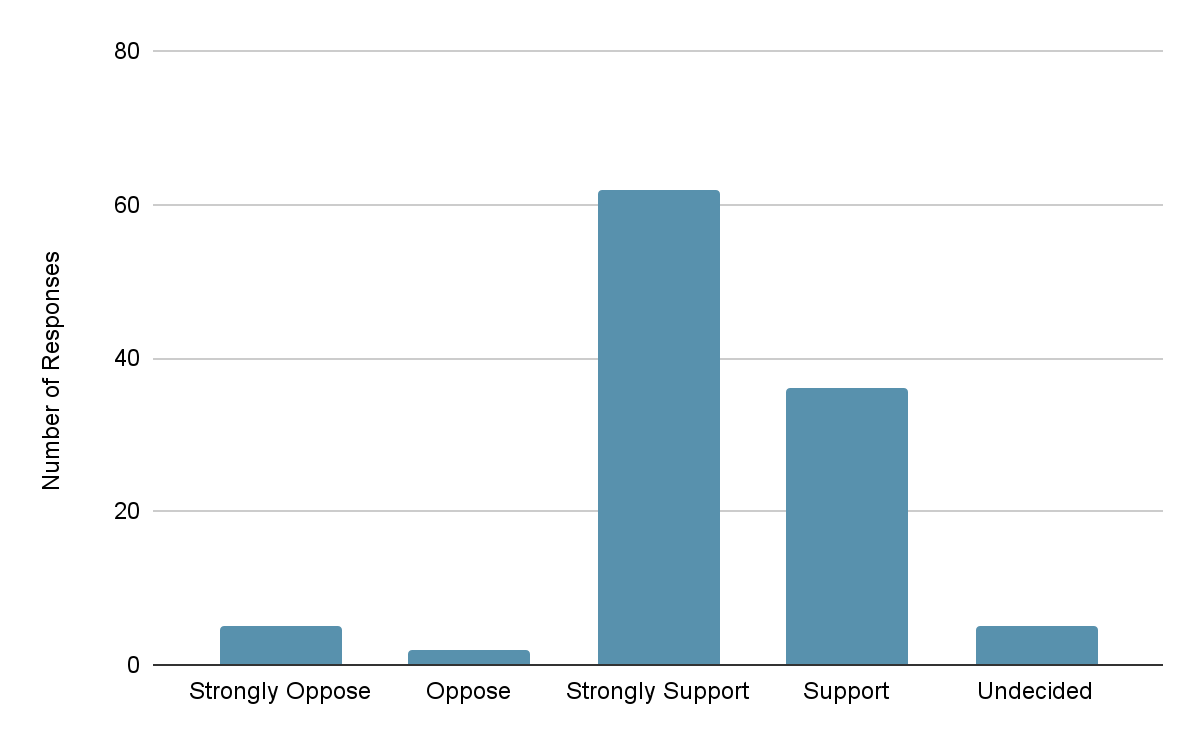 80
60
40
20
0
Number of Responses
Strongly Oppose
Oppose
Strongly Support
Support
Undecided